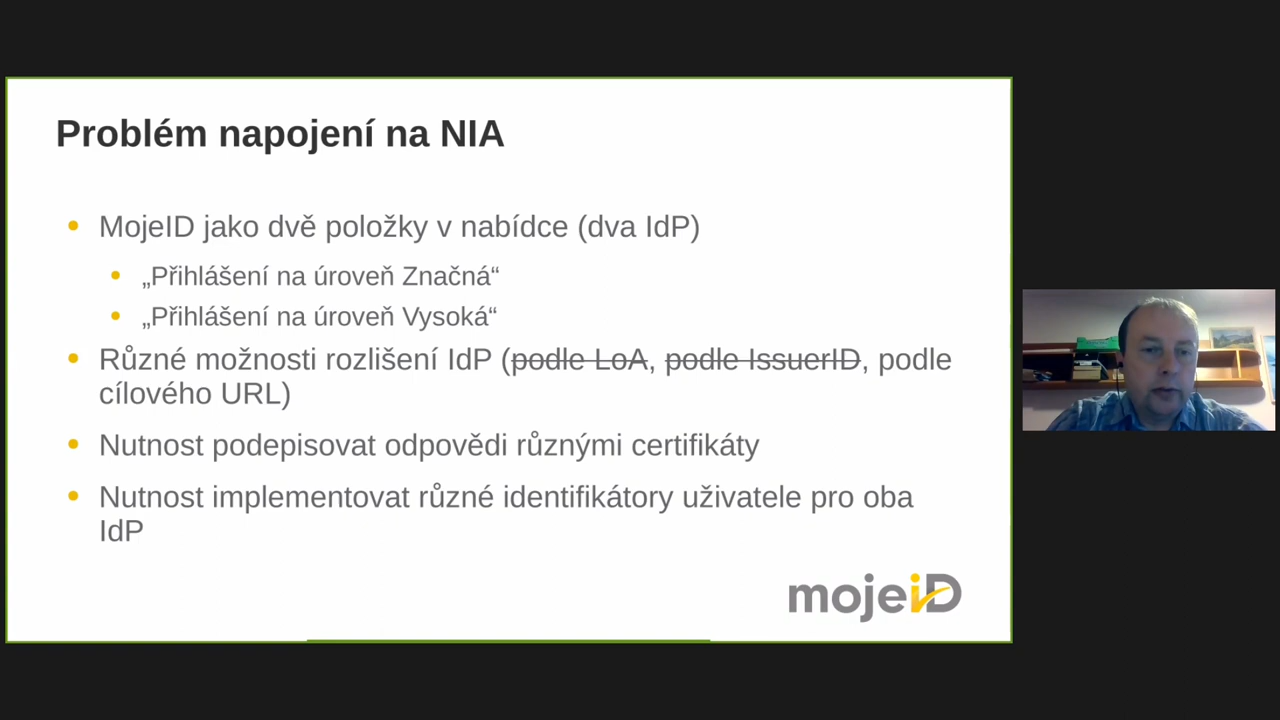 Problém napojení na NIA
MojeID jako dvě položky v nabídce (dva IdP)
„Přihlášení na úroveň Značná“
„Přihlášení na úroveň Vysoká“
Různé možnosti rozlišení IdP (podle LoA, podle IssuerID, podle
cílového URL)
Nutnost podepisovat odpovědi různými certifikáty
Nutnost implementovat různé identifikátory uživatele pro oba
IdP
mojeiD